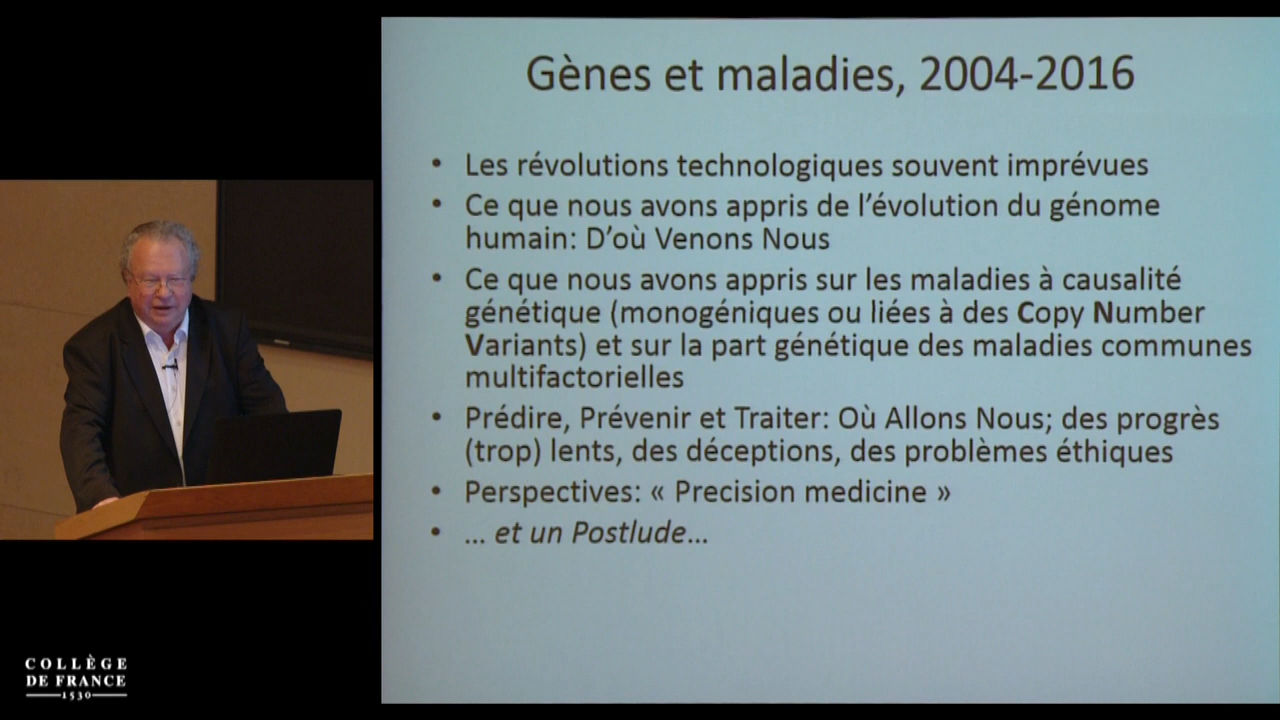 Gènes et maladies, 2004-2016
• Les révolutions technologiques souvent imprévues
• Ce que nous avons appris de l’évolution du génome
humain: D’où Venons Nous
• Ce que nous avons appris sur les maladies à causalité
génétique (monogéniques ou liées à des Copy Number
Variants) et sur la part génétique des maladies communes
multifactorielles
• Prédire, Prévenir et Traiter: Où Allons Nous; des progrès
(trop) lents, des déceptions, des problèmes éthiques
• Perspectives: « Precision medicine »
• … et un Postlude…
COLLÈGE
DE FRANCE
1530